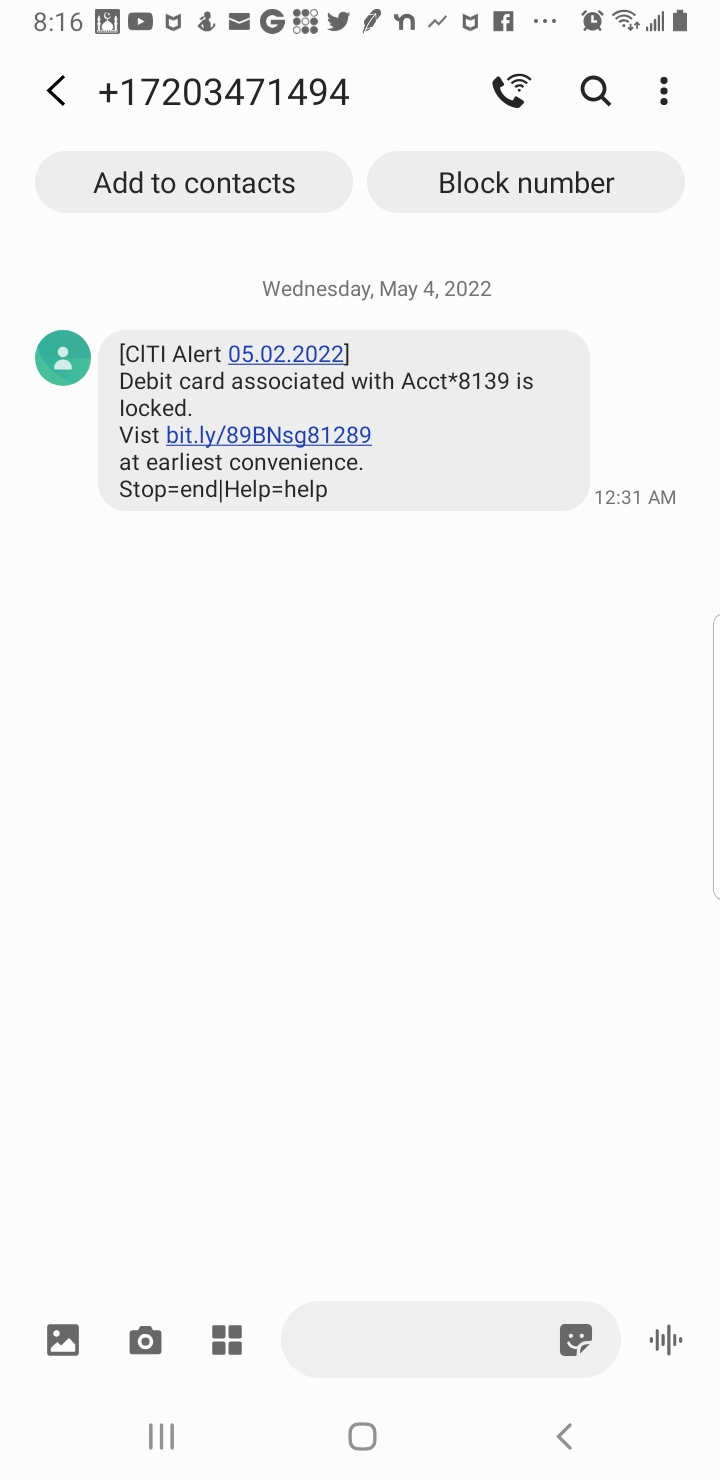 8:16
+17203471494
Add to contacts
Block number
Wednesday, May 4, 2022
[ClTI Alert 05.02.2022]
Debit card associated with Acct*8139 is
locked.
Vist bit.ly/89BNsg81289
at earliest convenience.
Stop=end|Help=help
12:31 AM